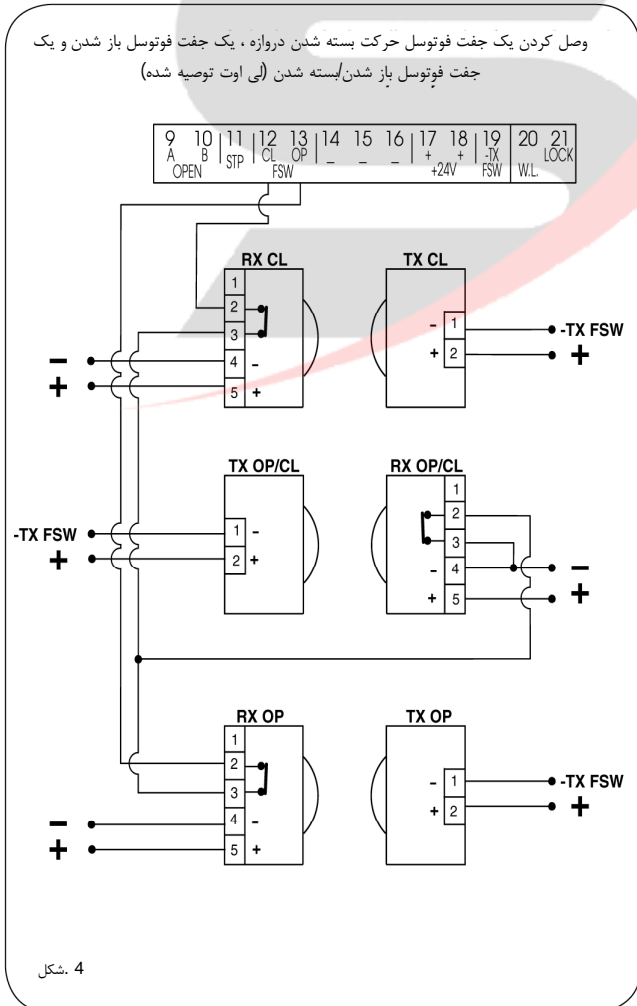 وصل کردن یک جفت فوتوسل حرکت بسته شدن دروازه ، یک جفت فوتوسل باز شدن و یک
جفت فوتوسل باز شدن/بسته شدن (لی اوت توصیه شده)
9 10 11 12 13 14 15 16 17 18 19 20 21
A B STP CL OP _ _ _ + + -TX LOCK
OPEN FSW +24V FSW W.L.
RX CL
1
2
3
4 -
5 +
− 
+
TX CL
- 1
+ 2
-TX FSW
+
TX OP/CL
1 -
2 +
-TX FSW
+
RX OP/CL
1
2
3
- 4
+ 5
−
+
RX OP
1
2
3
4 -
5 +
−
+
TX OP
- 1
+ 2
-TX FSW
+
4 .شکل